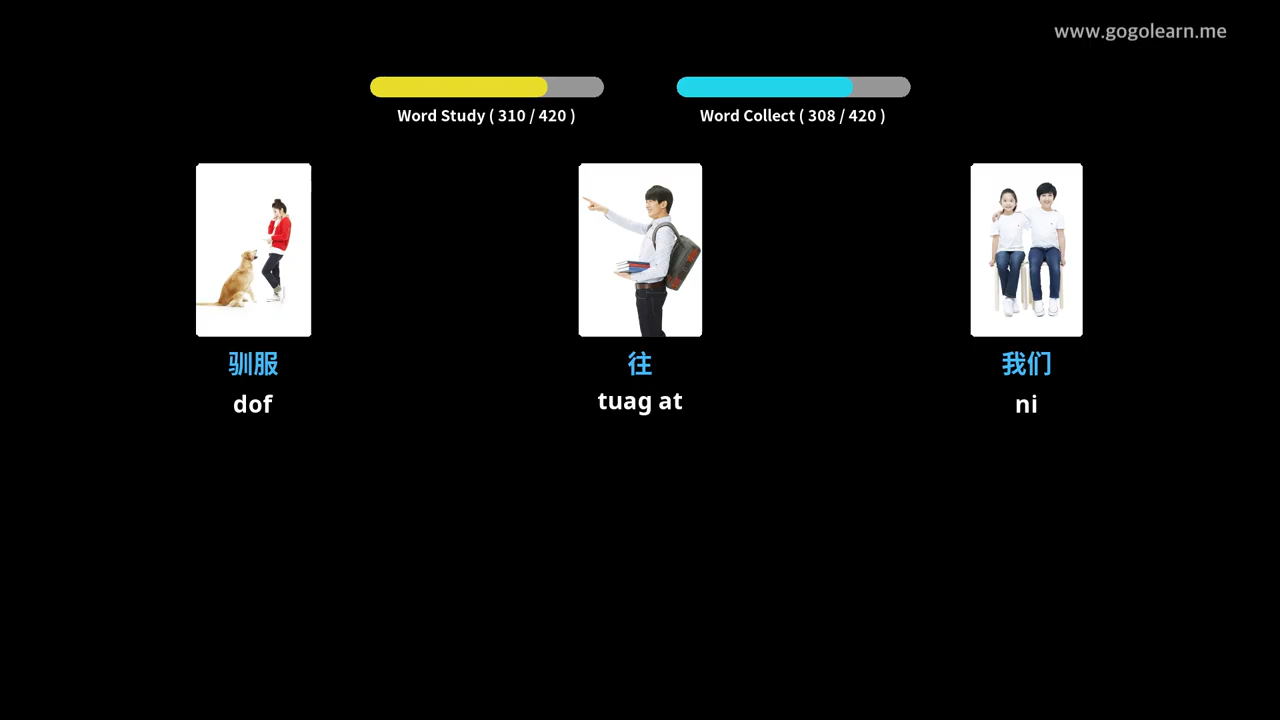 www.gogolearn.me
Word Study ( 310 / 420 )
Word Collect ( 308 / 420 )
驯服
往
我们
dof
tuag at
ni